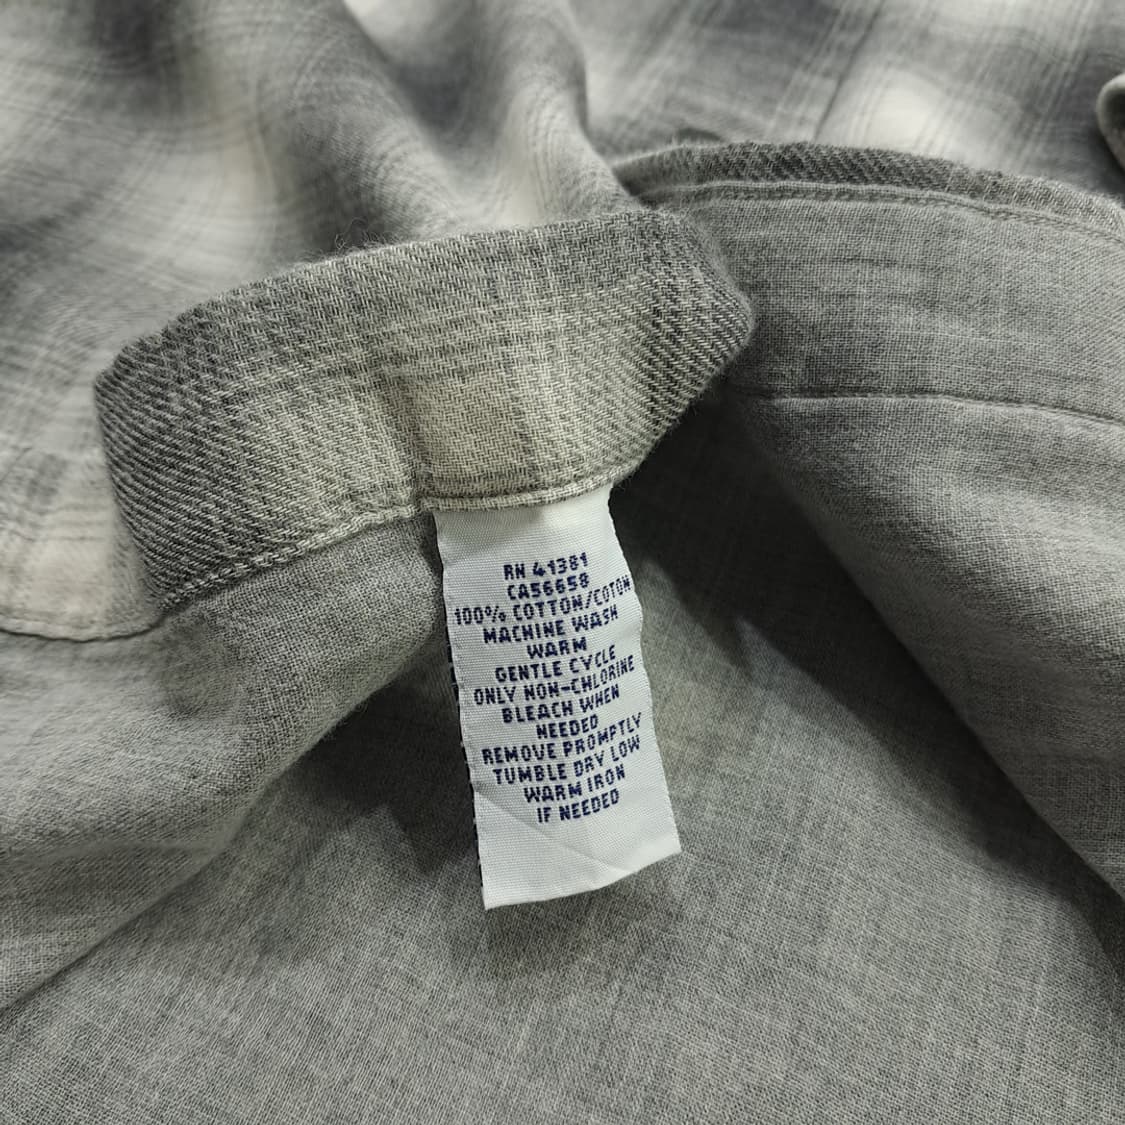 RN 41381
CA56658
100% COTTON/COTON
MACHINE WASH
WARM
GENTLE CYCLE
ONLY NON-CHLORINE
BLEACH WHEN
NEEDED
REMOVE PROMPTLY
TUMBLE DRY LOW
WARM IRON
IF NEEDED